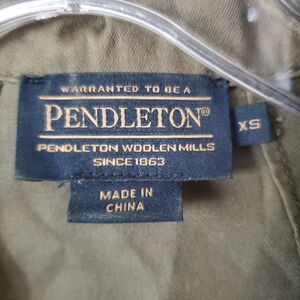 WARRANTED TO BE A
PENDLETON®
PENDLETON WOOLEN MILLS
SINCE 1863
XS
MADE IN
CHINA